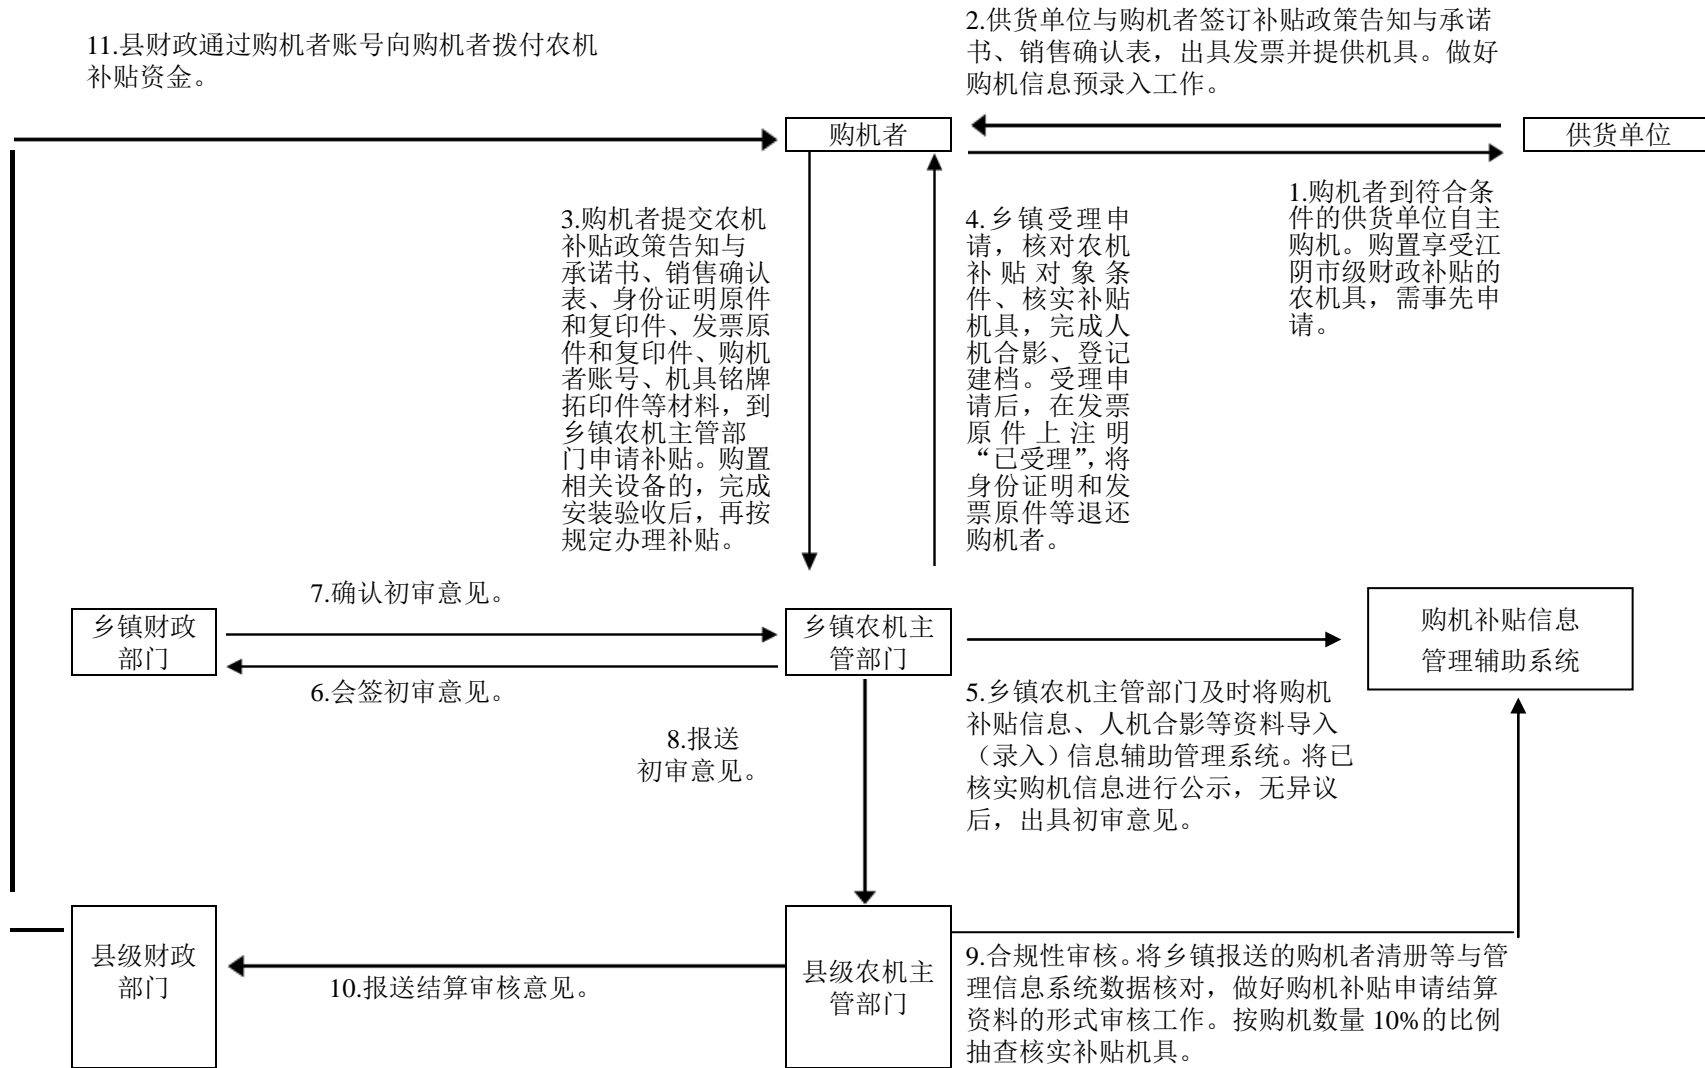 11.县财政通过购机者账号向购机者拨付农机
补贴资金。
2.供货单位与购机者签订补贴政策告知与承诺
书、销售确认表，出具发票并提供机具。做好
购机信息预录入工作。
购机者
供货单位
3.购机者提交农机
补贴政策告知与
承诺书、销售确认
表、身份证明原件
和复印件、发票原
件和复印件、购机
者账号、机具铭牌
拓印件等材料，到
乡镇农机主管部
门申请补贴。购置
相关设备的，完成
安装验收后，再按
规定办理补贴。
4.乡镇受理申
请，核对农机
补贴对象条
件、核实补贴
机具，完成人
机合影、登记
建档。受理申
请后，在发票
原件上注明
“已受理”，将
身份证明和发
票原件等退还
购机者。
1.购机者到符合条
件的供货单位自主
购机。购置享受江
阴市级财政补贴的
农机具，需事先申
请。
7.确认初审意见。
乡镇财政
部门
乡镇农机主
管部门
购机补贴信息
管理辅助系统
6.会签初审意见。
8.报送
初审意见。
5.乡镇农机主管部门及时将购机
补贴信息、人机合影等资料导入
（录入）信息辅助管理系统。将已
核实购机信息进行公示，无异议
后，出具初审意见。
县级财政
部门
10.报送结算审核意见。
县级农机主
管部门
9.合规性审核。将乡镇报送的购机者清册等与管
理信息系统数据核对，做好购机补贴申请结算
资料的形式审核工作。按购机数量 10%的比例
抽查核实补贴机具。